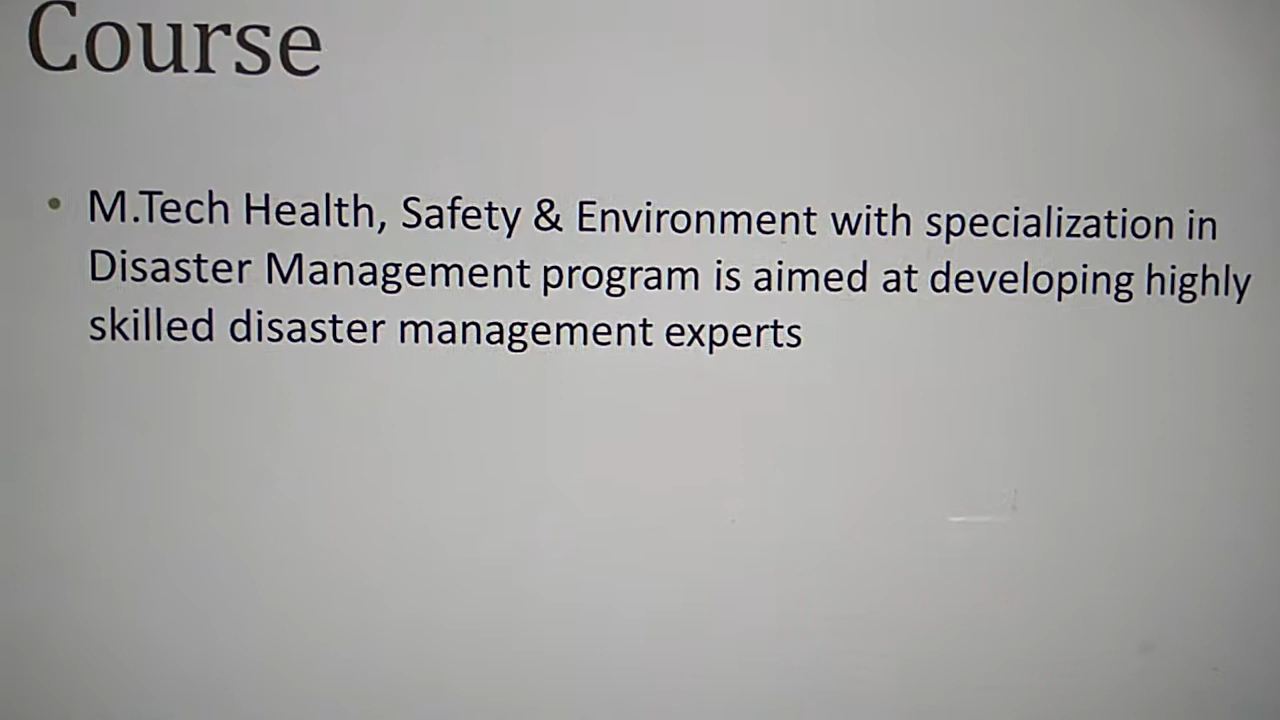 Course
• M.Tech Health, Safety & Environment with specialization in
Disaster Management program is aimed at developing highly
skilled disaster management experts